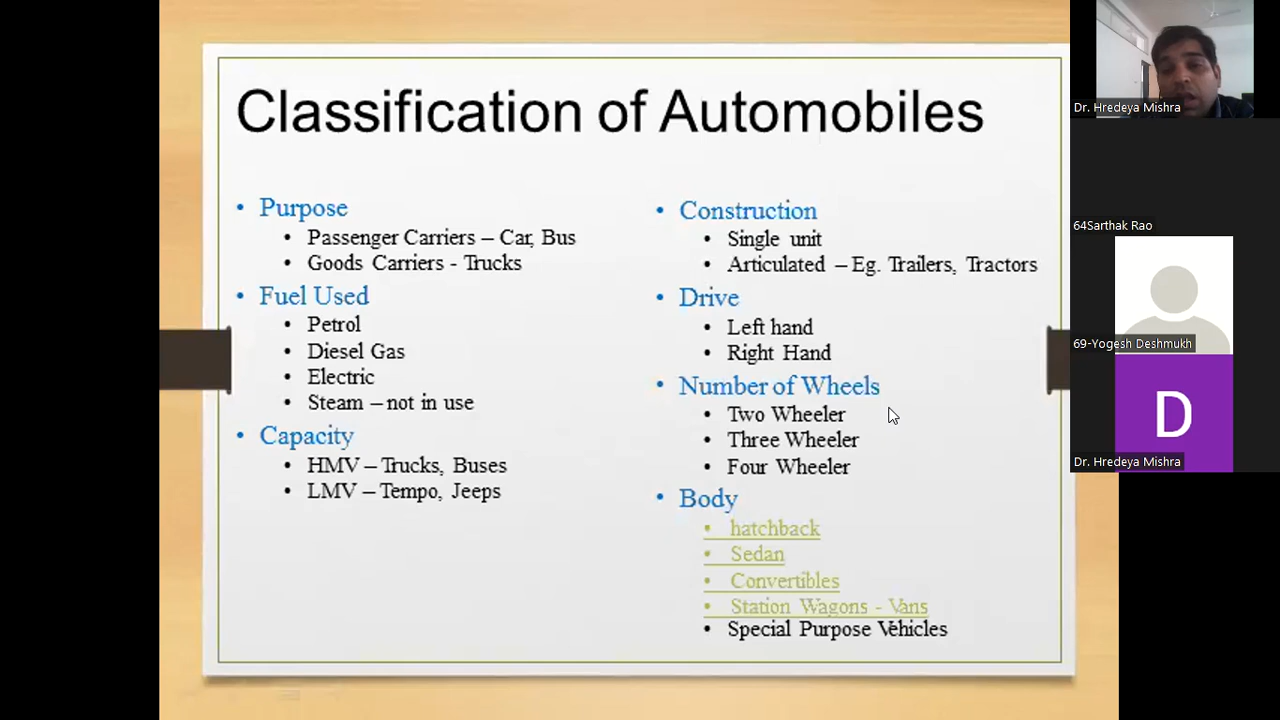 Classification of Automobiles
• Purpose
• Passenger Carriers – Car, Bus
• Goods Carriers - Trucks
• Fuel Used
• Petrol
• Diesel Gas
• Electric
• Steam – not in use
• Capacity
• HMV – Trucks, Buses
• LMV – Tempo, Jeeps
• Construction
• Single unit
• Articulated – Eg. Trailers, Tractors
• Drive
• Left hand
• Right Hand
• Number of Wheels
• Two Wheeler
• Three Wheeler
• Four Wheeler
• Body
• hatchback
• Sedan
• Convertibles
• Station Wagons - Vans
• Special Purpose Vehicles
Dr. Hredeya Mishra
64Sarthak Rao
69-Yogesh Deshmukh
D
Dr. Hredeya Mishra